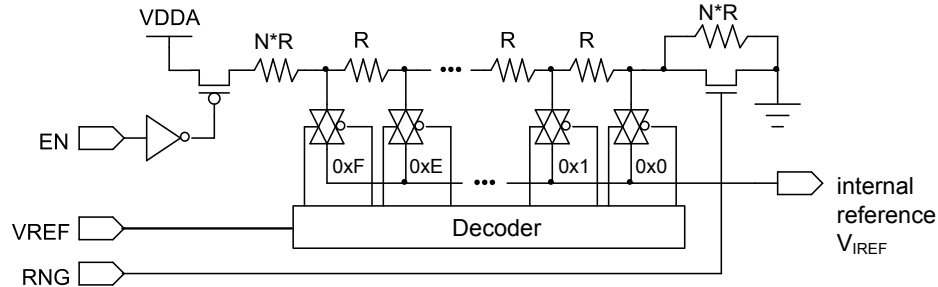 VDDA
N*R
N*R
R
R
R
EN
0xF
0xE
0x1
0x0
internal
reference
VIREF
VREF
Decoder
RNG